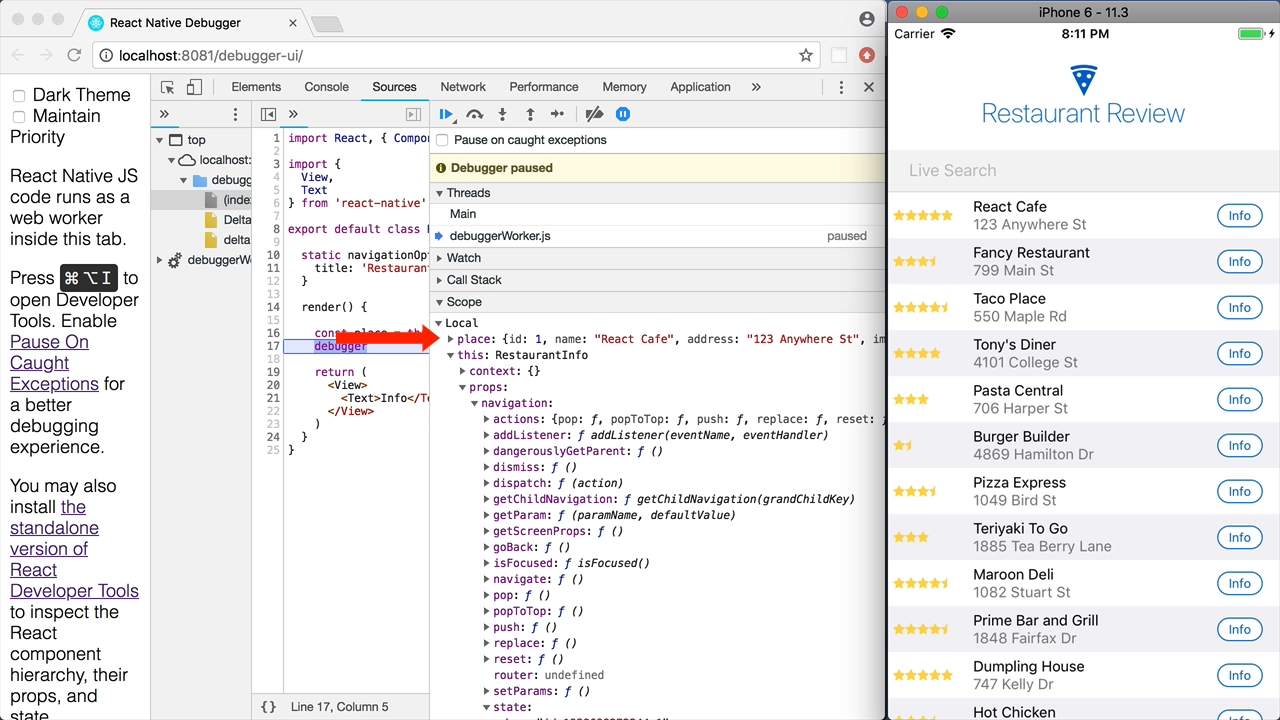 React Native Debugger
localhost:8081/debugger-ui/
Dark Theme
Maintain
Priority
React Native JS
code runs as a
web worker
inside this tab.
Press ⌘⌥I to
open Developer
Tools. Enable
Pause On
Caught
Exceptions for
a better
debugging
experience.
You may also
install the
standalone
version of
React
Developer Tools
to inspect the
React
component
hierarchy, their
props, and
state.
Elements
Console
Sources
Network
Performance
Memory
Application
»
»
»
top
localhost:
debugg
(inde
Delta
delta
debuggerWo
1 import React, { Compo
2
3 import {
4 View,
5 Text
6 } from 'react-native'
7
8 export default class
9
10 static navigationOp
11 title: 'Restauran
12 }
13
14 render() {
15
16 const place = th
17 debugger
18
19 return (
20 <View>
21 <Text>Info</Te
22 </View>
23 )
24 }
25 }
{} Line 17, Column 5
Pause on caught exceptions
Debugger paused
Threads
Main
debuggerWorker.js paused
Watch
Call Stack
Scope
Local
place: {id: 1, name: "React Cafe", address: "123 Anywhere St", im
this: RestaurantInfo
context: {}
props:
navigation:
actions: {pop: ƒ, popToTop: ƒ, push: ƒ, replace: ƒ, reset: ƒ
addListener: ƒ addListener(eventName, eventHandler)
dangerouslyGetParent: ƒ ()
dismiss: ƒ ()
dispatch: ƒ (action)
getChildNavigation: ƒ getChildNavigation(grandChildKey)
getParam: ƒ (paramName, defaultValue)
getScreenProps: ƒ ()
goBack: ƒ ()
isFocused: ƒ isFocused()
navigate: ƒ ()
pop: ƒ ()
popToTop: ƒ ()
push: ƒ ()
replace: ƒ ()
reset: ƒ ()
router: undefined
setParams: ƒ ()
state:
iPhone 6 - 11.3
Carrier 8:11 PM
Restaurant Review
Live Search
React Cafe
123 Anywhere St
Info
Fancy Restaurant
799 Main St
Info
Taco Place
550 Maple Rd
Info
Tony's Diner
4101 College St
Info
Pasta Central
706 Harper St
Info
Burger Builder
4869 Hamilton Dr
Info
Pizza Express
1049 Bird St
Info
Teriyaki To Go
1885 Tea Berry Lane
Info
Maroon Deli
1082 Stuart St
Info
Prime Bar and Grill
1848 Fairfax Dr
Info
Dumpling House
747 Kelly Dr
Info
Hot Chicken